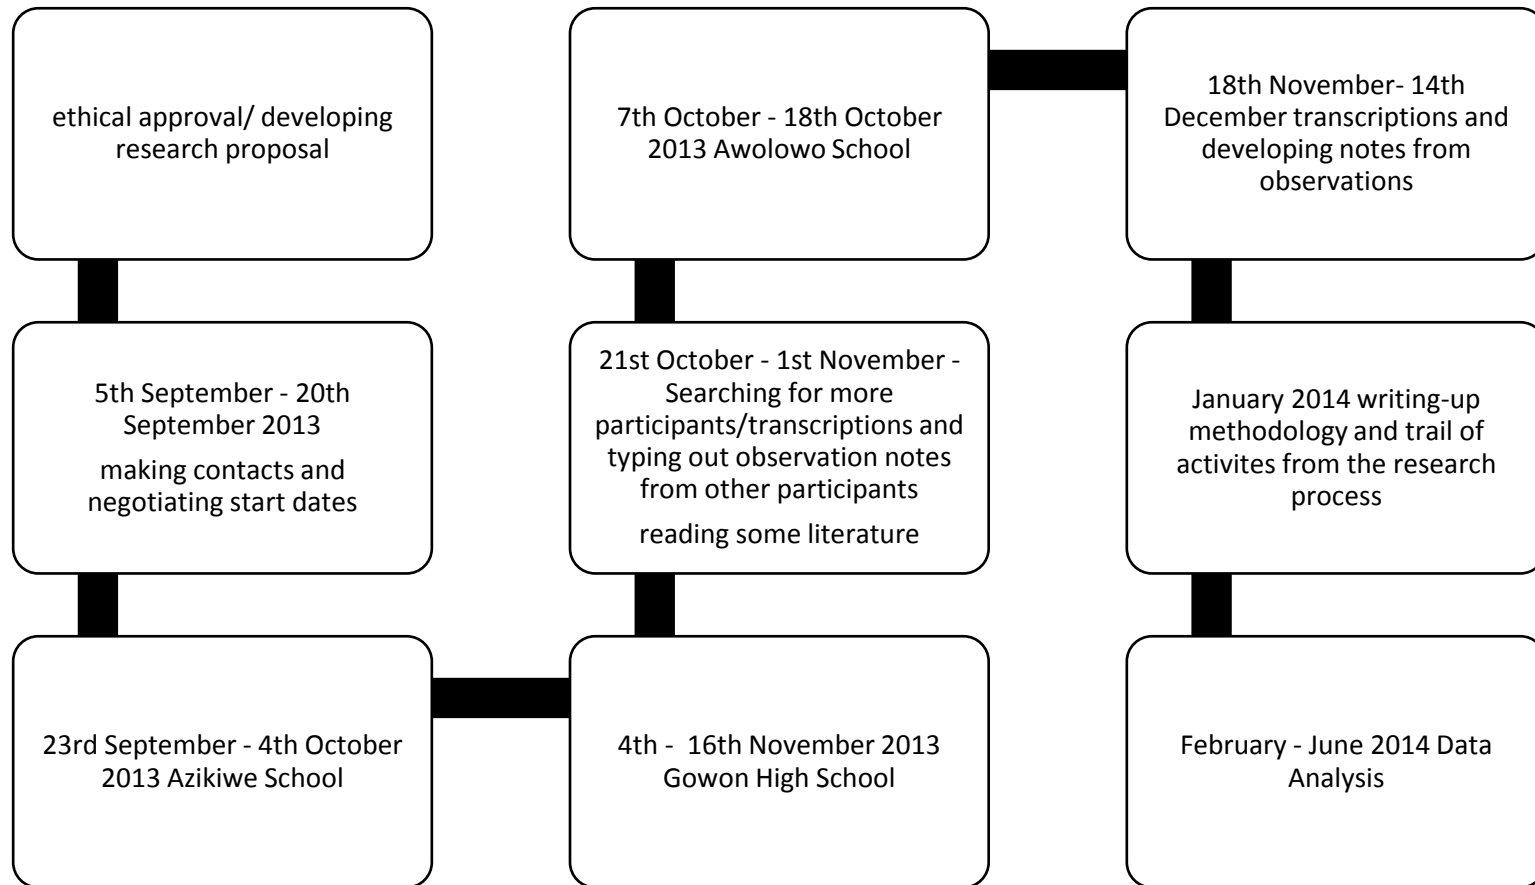 ethical approval/ developing
research proposal
5th September - 20th
September 2013
making contacts and
negotiating start dates
23rd September - 4th October
2013 Azikiwe School
4th -  16th November 2013
Gowon High School
21st October - 1st November -
Searching for more
participants/transcriptions and
typing out observation notes
from other participants
reading some literature
7th October - 18th October
2013 Awolowo School
18th November- 14th
December transcriptions and
developing notes from
observations
January 2014 writing-up
methodology and trail of
activites from the research
process
February - June 2014 Data
Analysis